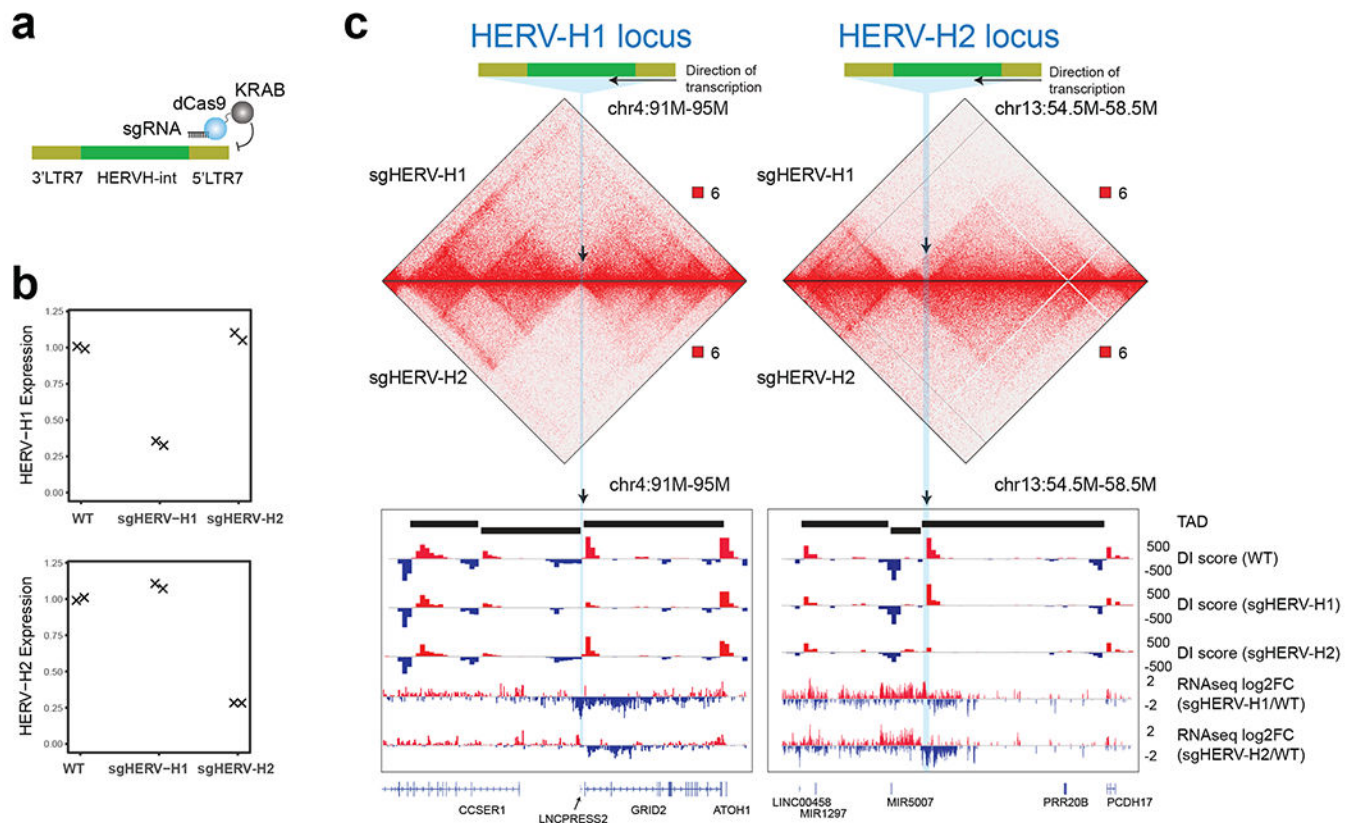 a
KRAB
dCas9
sgRNA
3'LTR7 HERVH-int 5'LTR7
b
HERV−H1 Expression
1.25
1.00
0.75
0.50
0.25
0.00
WT sgHERV−H1 sgHERV-H2
HERV−H2 Expression
1.25
1.00
0.75
0.50
0.25
0.00
WT sgHERV−H1 sgHERV-H2
c
HERV-H1 locus
Direction of
transcription
chr4:91M-95M
sgHERV-H1
6
sgHERV-H2
6
chr4:91M-95M
HERV-H2 locus
Direction of
transcription
chr13:54.5M-58.5M
sgHERV-H1
6
sgHERV-H2
6
chr13:54.5M-58.5M
TAD
500
-500
DI score (WT)
500
-500
DI score (sgHERV-H1)
500
-500
DI score (sgHERV-H2)
2
-2
RNAseq log2FC
(sgHERV-H1/WT)
2
-2
RNAseq log2FC
(sgHERV-H2/WT)
CCSER1 LNCPRESS2 GRID2 ATOH1
LINC00458 MIR1297 MIR5007 PRR20B PCDH17